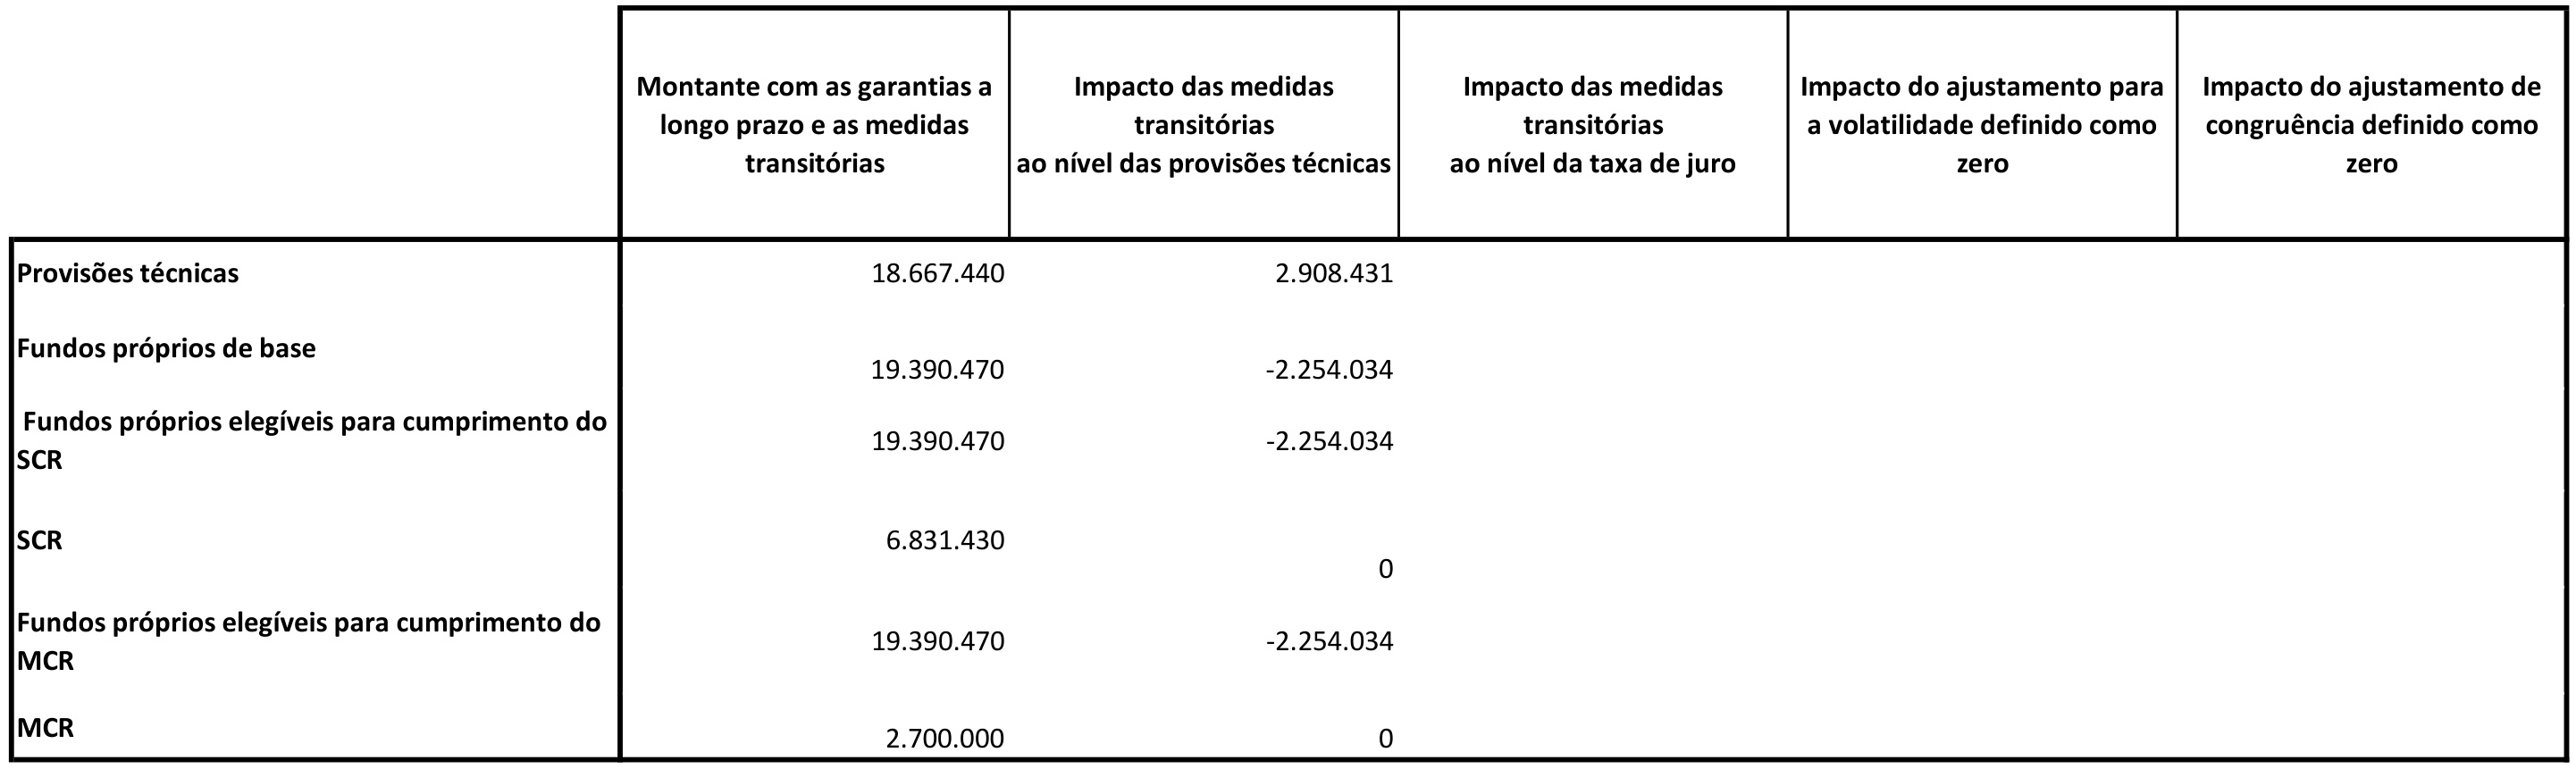 Montante com as garantias a
longo prazo e as medidas
transitórias
Impacto das medidas
transitórias
ao nível das provisões técnicas
Impacto das medidas
transitórias
ao nível da taxa de juro
Impacto do ajustamento para
a volatilidade definido como
zero
Impacto do ajustamento de
congruência definido como
zero
Provisões técnicas 18.667.440 2.908.431
Fundos próprios de base 19.390.470 -2.254.034
Fundos próprios elegíveis para cumprimento do
SCR 19.390.470 -2.254.034
SCR 6.831.430 0
Fundos próprios elegíveis para cumprimento do
MCR 19.390.470 -2.254.034
MCR 2.700.000 0